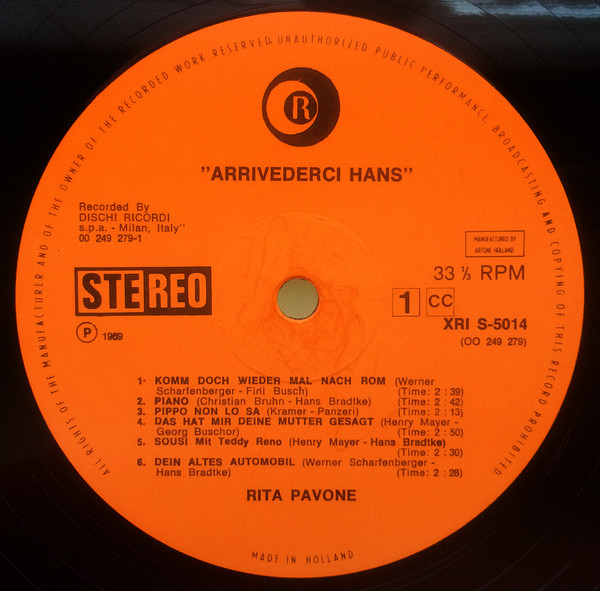 ALL RIGHTS OF THE MANUFACTURER AND OF THE OWNER OF THE RECORDED WORK RESERVED. UNAUTHORIZED PUBLIC PERFORMANCE, BROADCASTING AND COPYING OF THIS RECORD PROHIBITED
R
"ARRIVEDERCI HANS"
Recorded By
DISCHI RICORDI
s.p.a. - Milan, Italy"
00 249 279-1
MANUFACTURED BY
ARTONE HOLLAND
STEREO
33 ⅓ RPM
1 CC
XRI S-5014
(OO 249 279)
P 1969
1- KOMM DOCH WIEDER MAL NACH ROM (Werner
Scharfenberger - Fini Busch) (Time: 2 : 39)
2. PIANO (Christian Bruhn - Hans Bradtke) (Time: 2 : 42)
3. PIPPO NON LO SA (Kramer - Panzeri) (Time: 2 : 13)
4. DAS HAT MIR DEINE MUTTER GESAGT (Henry Mayer -
Georg Buschor) (Time: 2 : 50)
5. SOUSI Mit Teddy Reno (Henry Mayer - Hans Bradtke)
(Time: 2 : 30)
6. DEIN ALTES AUTOMOBIL (Werner Scharfenberger -
Hans Bradtke) (Time: 2 : 28)
RITA PAVONE
MADE IN HOLLAND